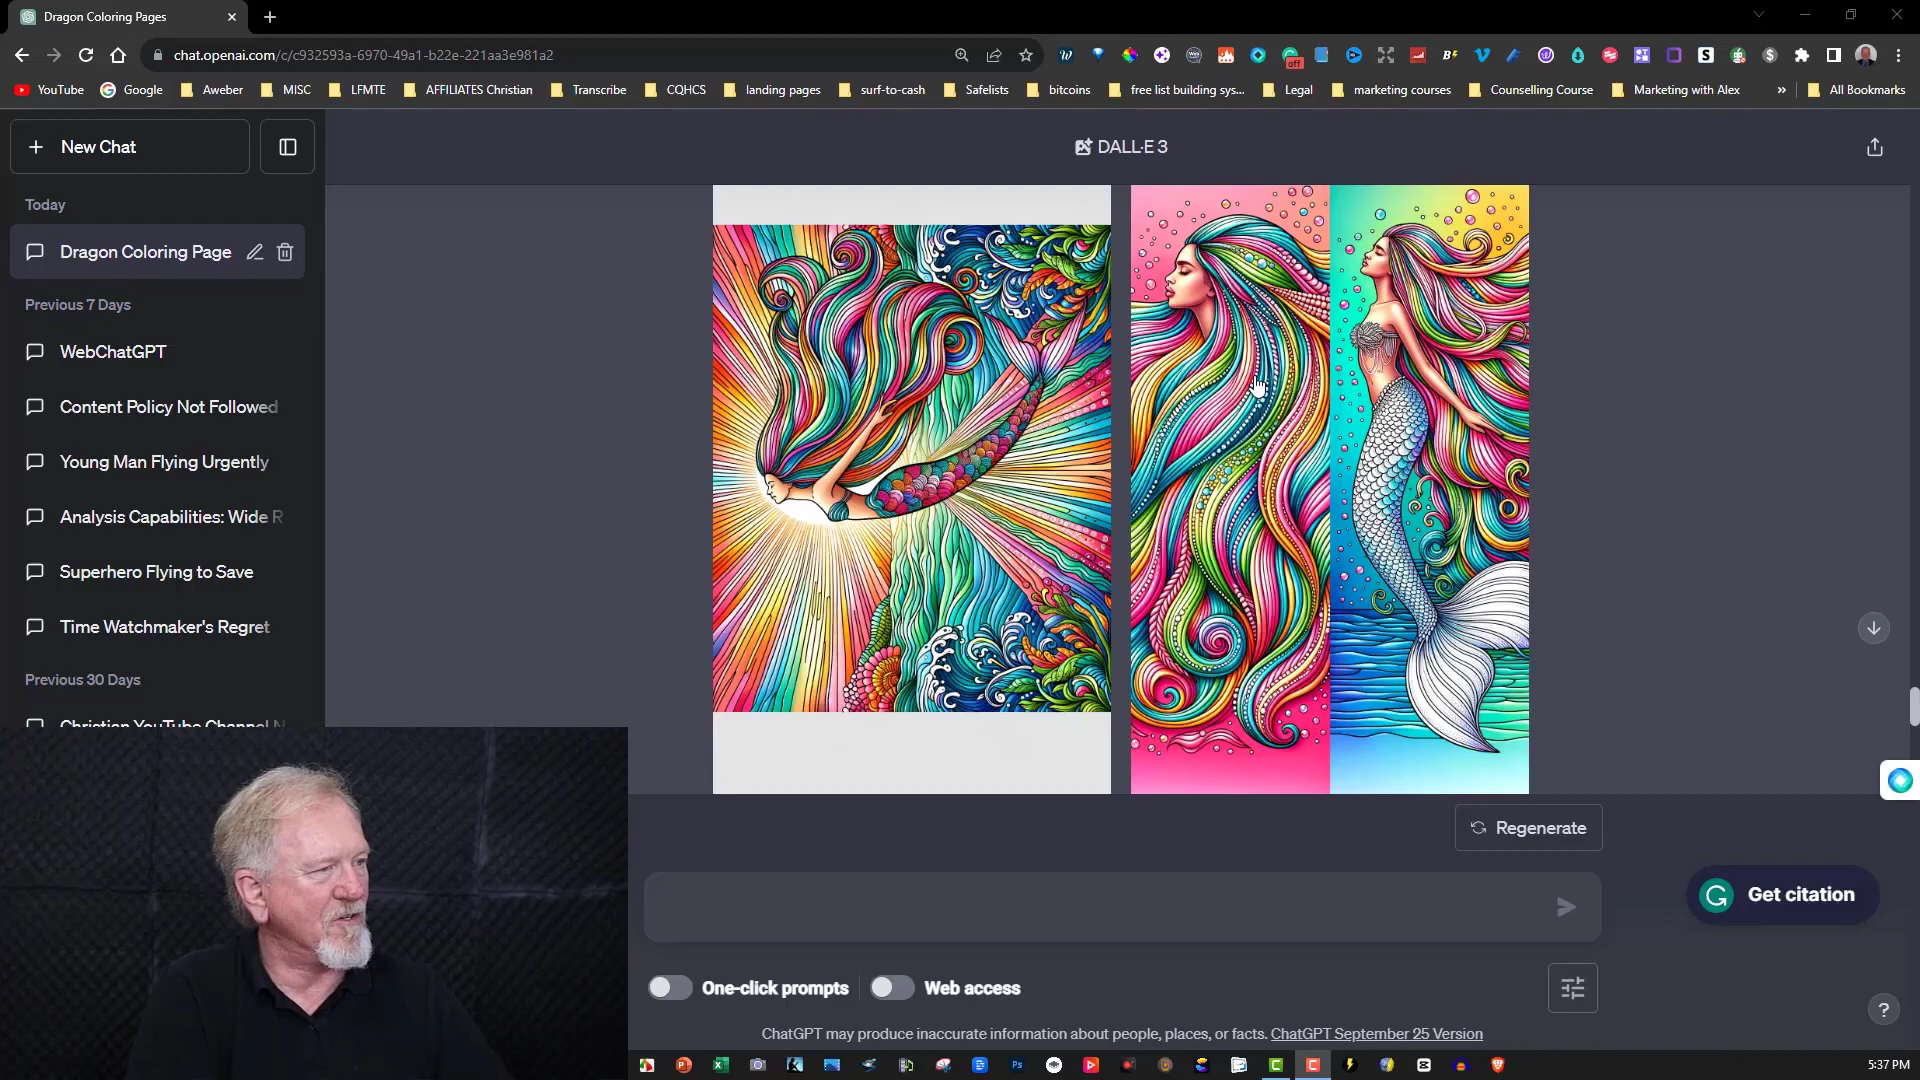 Dragon Coloring Pages
chat.openai.com/c/c932593a-6970-49a1-b22e-221aa3e981a2
off
YouTube
Google
Aweber
MISC
LFMTE
AFFILIATES Christian
Transcribe
CQHCS
landing pages
surf-to-cash
Safelists
bitcoins
free list building sys...
Legal
marketing courses
Counselling Course
Marketing with Alex
»
All Bookmarks
New Chat
DALL·E 3
Today
Dragon Coloring Page
Previous 7 Days
WebChatGPT
Content Policy Not Followed
Young Man Flying Urgently
Analysis Capabilities: Wide R
Superhero Flying to Save
Time Watchmaker's Regret
Previous 30 Days
Christian YouTube Channel N
Regenerate
Get citation
One-click prompts
Web access
?
ChatGPT may produce inaccurate information about people, places, or facts. ChatGPT September 25 Version
5:37 PM